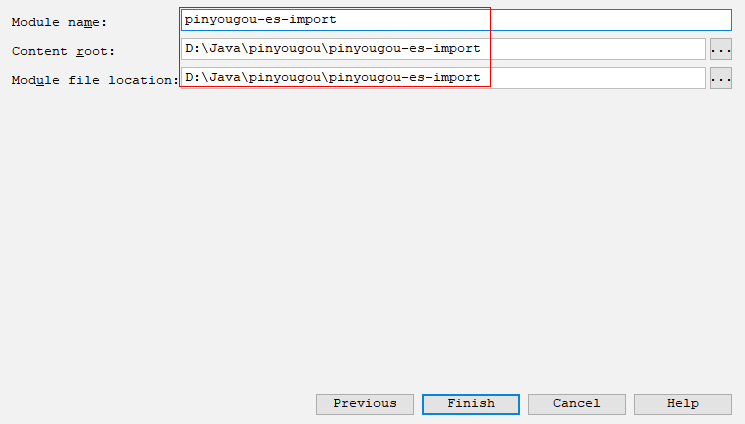 Module name: pinyougou-es-import
Content root: D:\Java\pinyougou\pinyougou-es-import ...
Module file location: D:\Java\pinyougou\pinyougou-es-import ...
Previous Finish Cancel Help